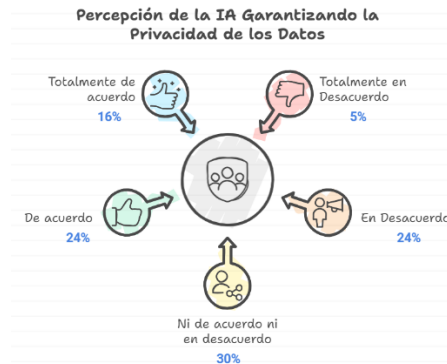 Percepción de la IA Garantizando la
Privacidad de los Datos
Totalmente de
acuerdo
16%
Totalmente en
Desacuerdo
5%
De acuerdo
24%
En Desacuerdo
24%
Ni de acuerdo ni
en desacuerdo
30%